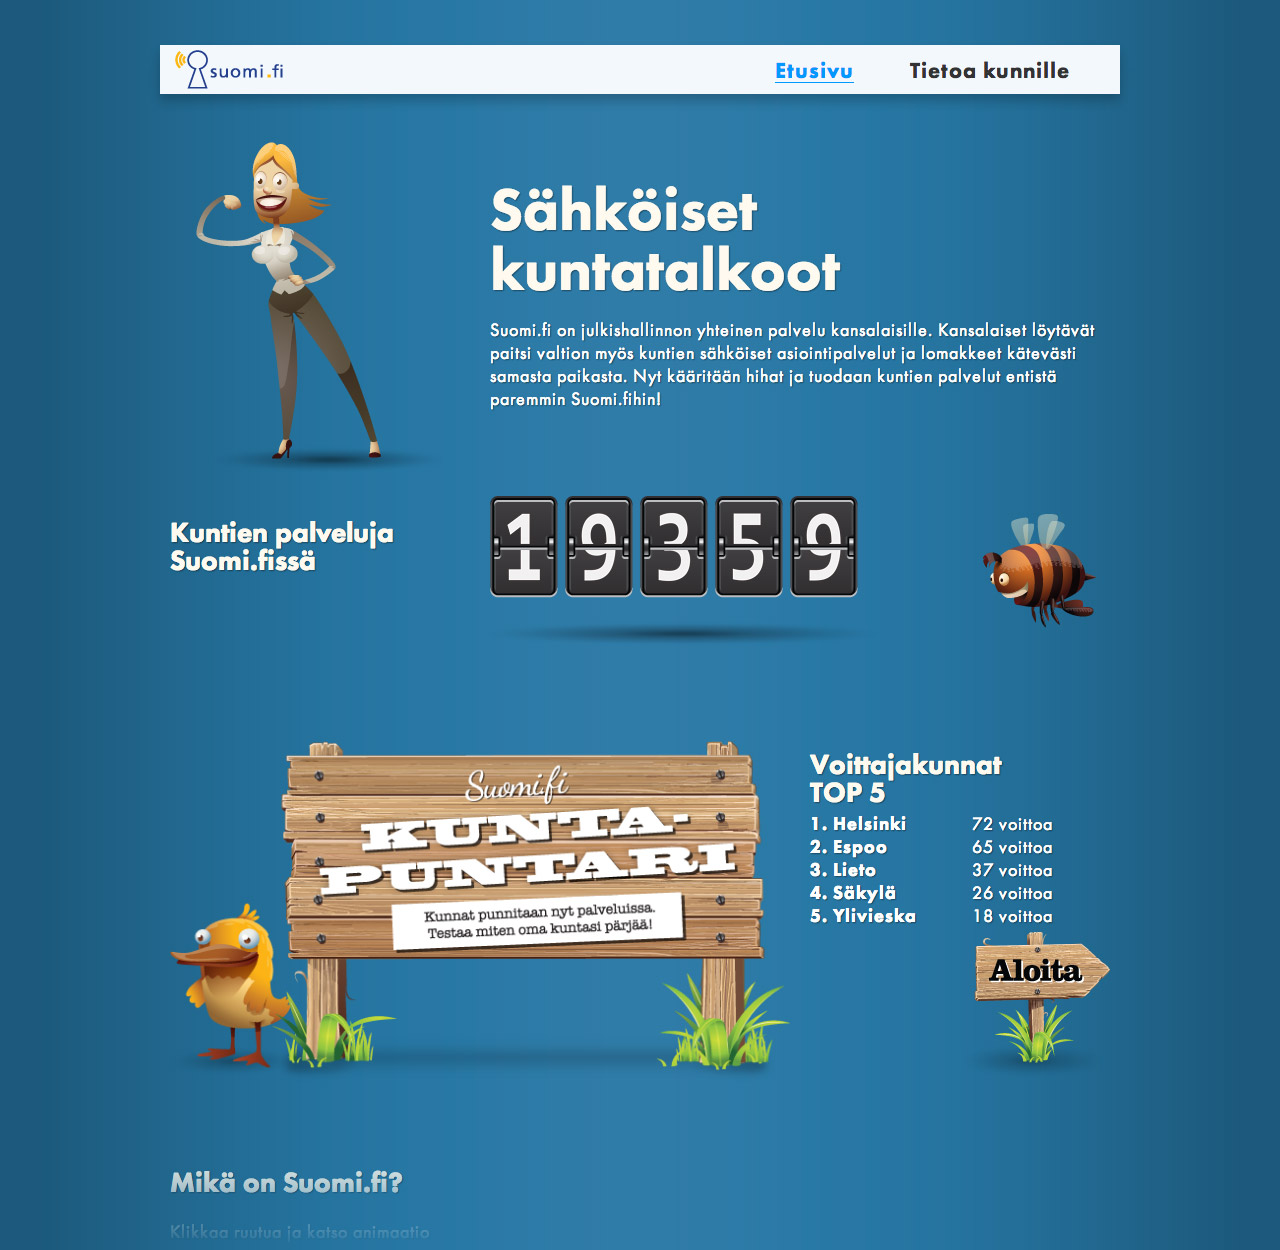 suomi.fi
Etusivu
Tietoa kunnille
Sähköiset
kuntatalkoot
Suomi.fi on julkishallinnon yhteinen palvelu kansalaisille. Kansalaiset löytävät
paitsi valtion myös kuntien sähköiset asiointipalvelut ja lomakkeet kätevästi
samasta paikasta. Nyt kääritään hihat ja tuodaan kuntien palvelut entistä
paremmin Suomi.fihin!
Kuntien palveluja
Suomi.fissä
19359
Suomi.fi
KUNTA-
PUNTARI
Kunnat punnitaan nyt palveluissa.
Testaa miten oma kuntasi pärjää!
Voittajakunnat
TOP 5
1. Helsinki 72 voittoa
2. Espoo 65 voittoa
3. Lieto 37 voittoa
4. Säkylä 26 voittoa
5. Ylivieska 18 voittoa
Aloita
Mikä on Suomi.fi?
Klikkaa ruutua ja katso animaatio